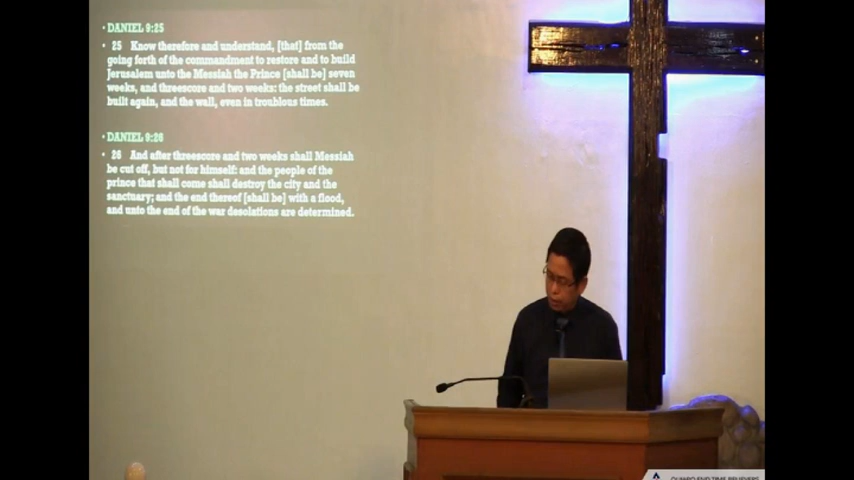 • DANIEL 9:25
• 25 Know therefore and understand, [that] from the
going forth of the commandment to restore and to build
Jerusalem unto the Messiah the Prince [shall be] seven
weeks, and threescore and two weeks: the street shall be
built again, and the wall, even in troublous times.
• DANIEL 9:26
• 26 And after threescore and two weeks shall Messiah
be cut off, but not for himself: and the people of the
prince that shall come shall destroy the city and the
sanctuary; and the end thereof [shall be] with a flood,
and unto the end of the war desolations are determined.
END TIME BELIEVERS